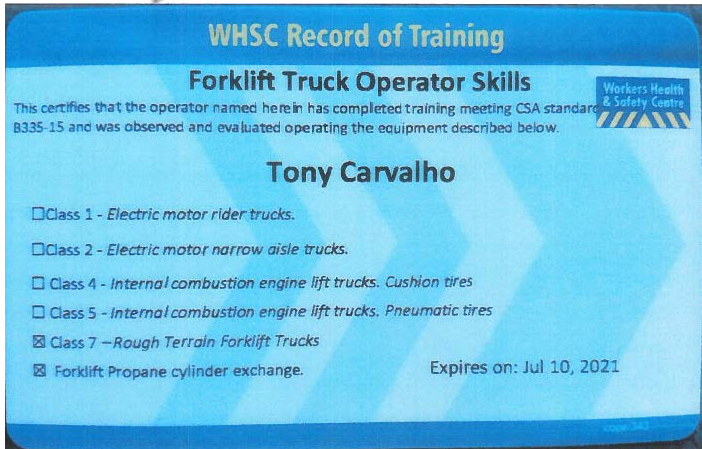 WHSC Record of Training
Forklift Truck Operator Skills
Workers Health
& Safety Centre
This certifies that the operator named herein has completed training meeting CSA standard
B335-15 and was observed and evaluated operating the equipment described below.
Tony Carvalho
☐Class 1 - Electric motor rider trucks.
☐Class 2 - Electric motor narrow aisle trucks.
☐ Class 4 - Internal combustion engine lift trucks. Cushion tires
☐ Class 5 - Internal combustion engine lift trucks. Pneumatic tires
☒ Class 7 –Rough Terrain Forklift Trucks
☒ Forklift Propane cylinder exchange.
Expires on: Jul 10, 2021